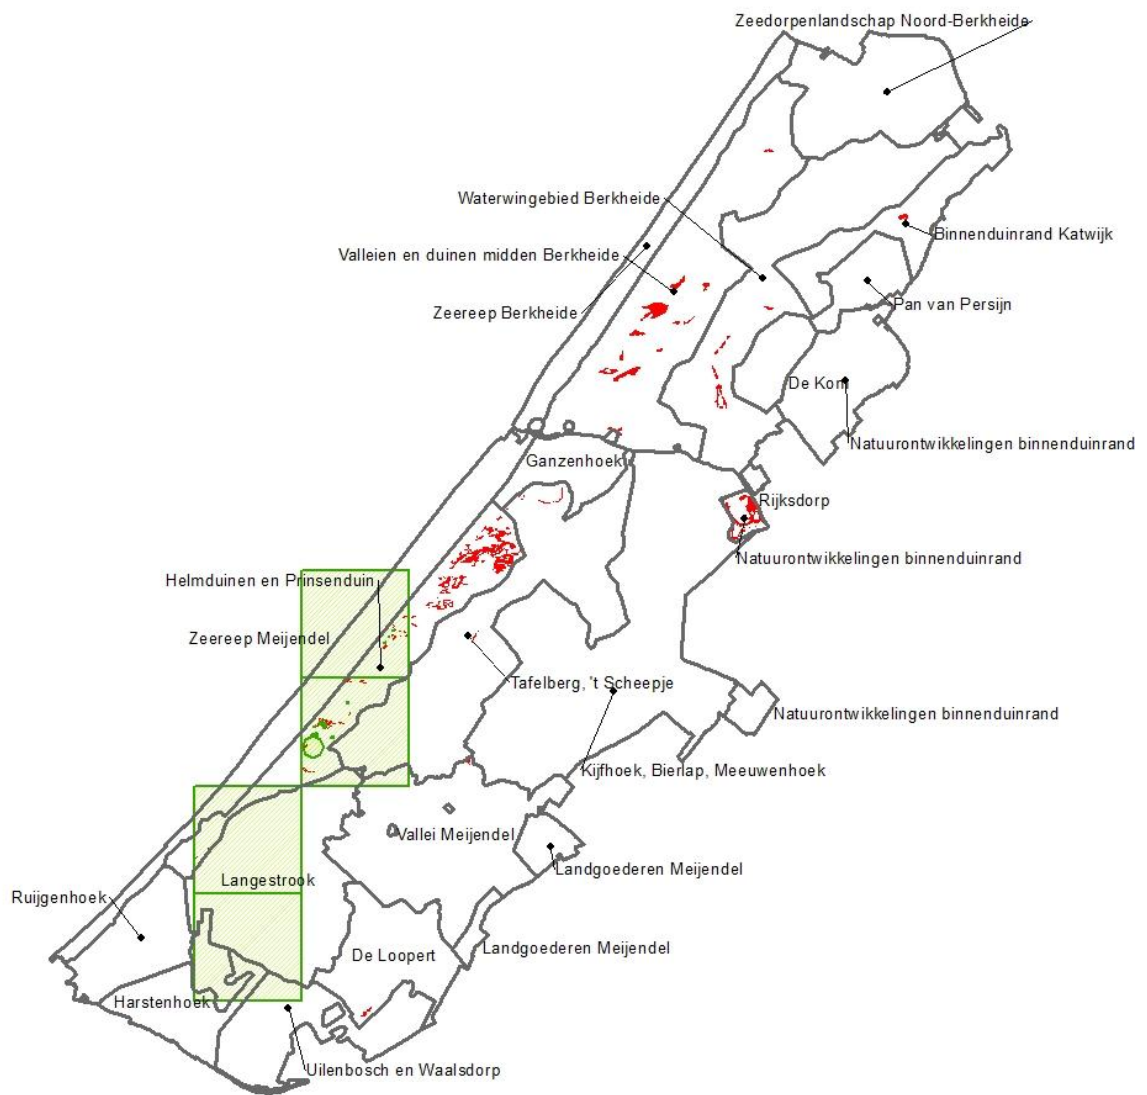 Zeedorpenlandschap Noord-Berkheide
Waterwingebied Berkheide
Binnenduinrand Katwijk
Valleien en duinen midden Berkheide
Pan van Persijn
Zeereep Berkheide
De Kom
Natuurontwikkelingen binnenduinrand
Ganzenhoek
Rijksdorp
Natuurontwikkelingen binnenduinrand
Helmduinen en Prinsenduin
Zeereep Meijendel
Tafelberg, 't Scheepje
Natuurontwikkelingen binnenduinrand
Kijfhoek, Bierlap, Meeuwenhoek
Vallei Meijendel
Landgoederen Meijendel
Langestrook
Ruijgenhoek
Landgoederen Meijendel
De Loopert
Harstenhoek
Uilenbosch en Waalsdorp